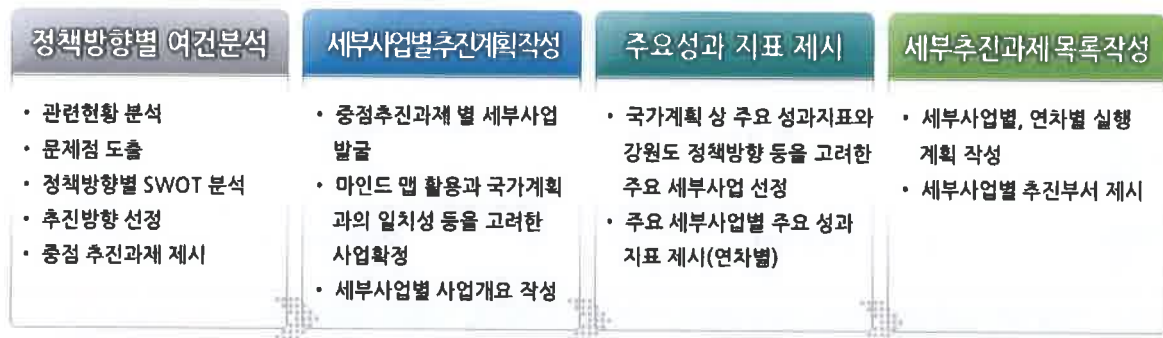 정책방향별 여건분석
• 관련현황 분석
• 문제점 도출
• 정책방향별 SWOT 분석
• 추진방향 선정
• 중점 추진과재 제시
세부사업별추진계획작성
• 중점추진과재 별 세부사업
발굴
• 마인드 맵 활용과 국가계획
과의 일치성 등을 고려한
사업확정
• 세부사업별 사업개요 작성
주요성과 지표 제시
• 국가계획 상 주요 성과지표와
강원도 정책방향 등을 고려한
주요 세부사업 선정
• 주요 세부사업별 주요 성과
지표 제시(연차별)
세부추진과제 목록작성
• 세부사업별, 연차별 실행
계획 작성
• 세부사업별 추진부서 제시